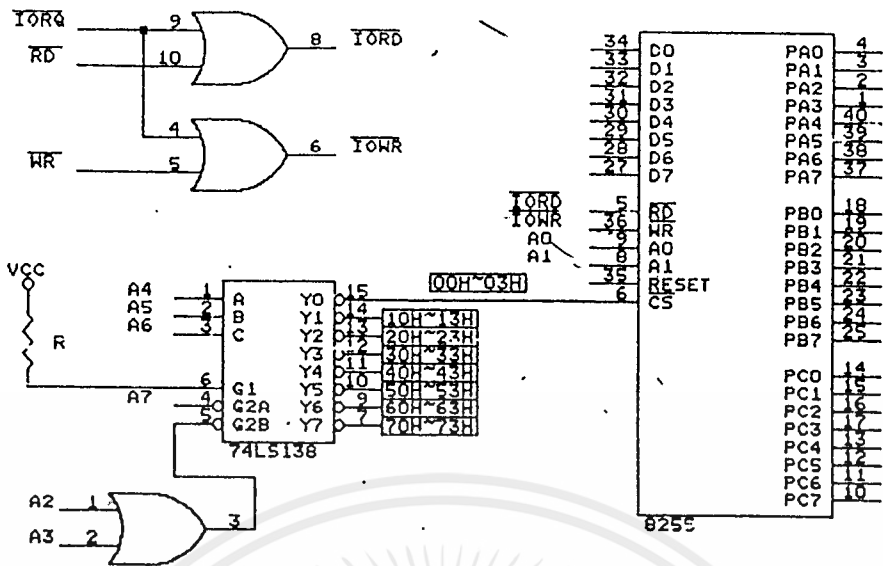 IORQ
9
8
IORD
RD
10
4
6
IOWR
WR
5
VCC
R
A4
1
A
Y0
15
A5
2
B
Y1
14
10H~13H
A6
3
C
Y2
13
20H~23H
Y3
12
30H~33H
Y4
11
40H~43H
6
G1
Y5
10
50H~53H
A7
4
G2A
Y6
9
60H~63H
5
G2B
Y7
7
70H~73H
74LS138
A2
1
3
A3
2
00H~03H
34
D0
PA0
4
33
D1
PA1
3
32
D2
PA2
2
31
D3
PA3
1
30
D4
PA4
40
29
D5
PA5
39
28
D6
PA6
38
27
D7
PA7
37
IORD
5
RD
PB0
18
IOWR
36
WR
PB1
19
A0
9
A0
PB2
20
A1
8
A1
PB3
21
35
RESET
PB4
22
6
CS
PB5
23
PB6
24
PB7
25
PC0
14
PC1
15
PC2
16
PC3
17
PC4
13
PC5
12
PC6
11
PC7
10
8255